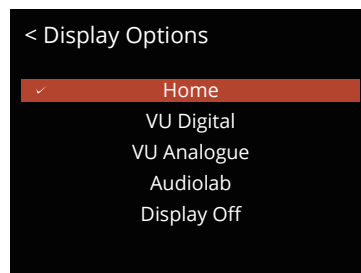 < Display Options
✓ Home
VU Digital
VU Analogue
Audiolab
Display Off